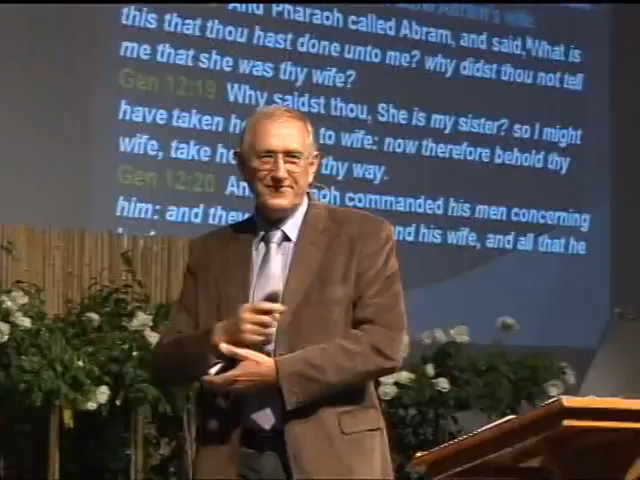 Abram's wife.
And Pharaoh called Abram, and said, What is
this that thou hast done unto me? why didst thou not tell
me that she was thy wife?
Gen 12:19 Why saidst thou, She is my sister? so I might
have taken to wife: now therefore behold thy
wife, take thy way.
Gen 12:20 commanded his men concerning
him: and they his wife, and all that he